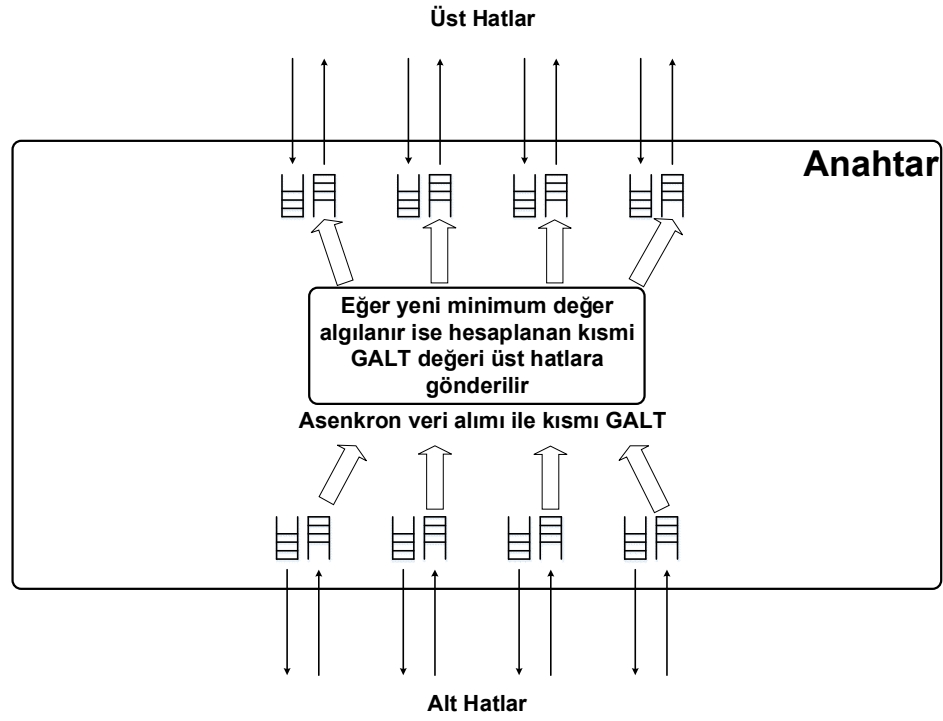 Üst Hatlar
Anahtar
Eğer yeni minimum değer
algılanır ise hesaplanan kısmi
GALT değeri üst hatlara
gönderilir
Asenkron veri alımı ile kısmı GALT
Alt Hatlar